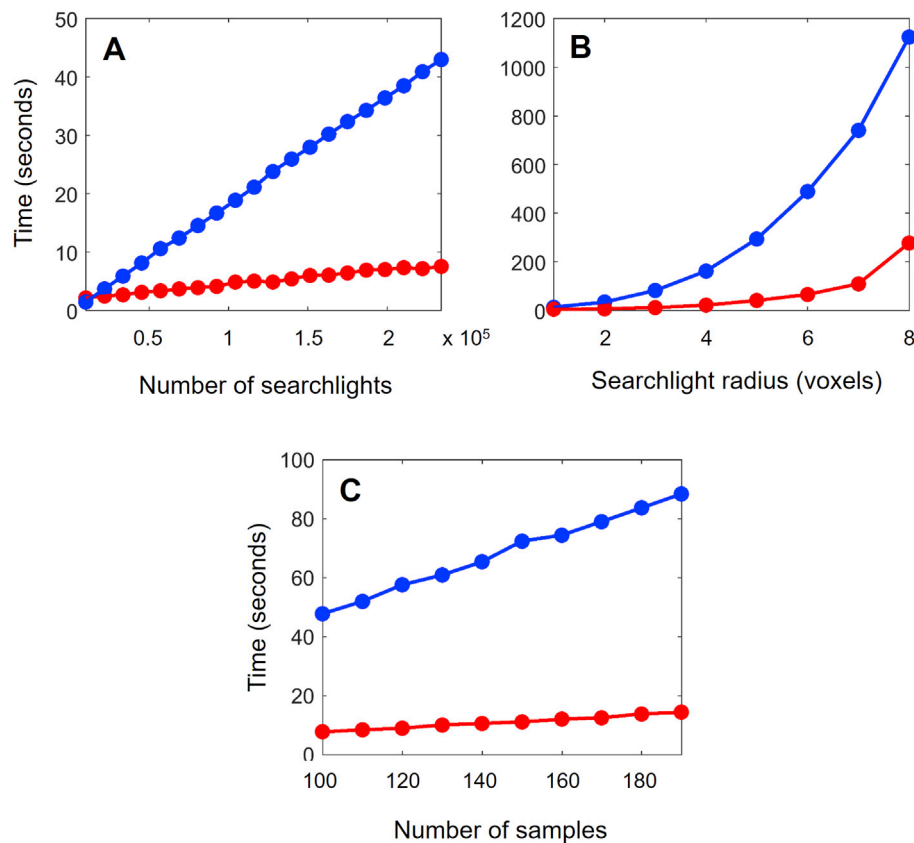 A
Time (seconds)
50
40
30
20
10
0
0.5 1 1.5 2 x 10⁵
Number of searchlights
B
1200
1000
800
600
400
200
0
2 4 6 8
Searchlight radius (voxels)
C
Time (seconds)
100
80
60
40
20
0
100 120 140 160 180
Number of samples